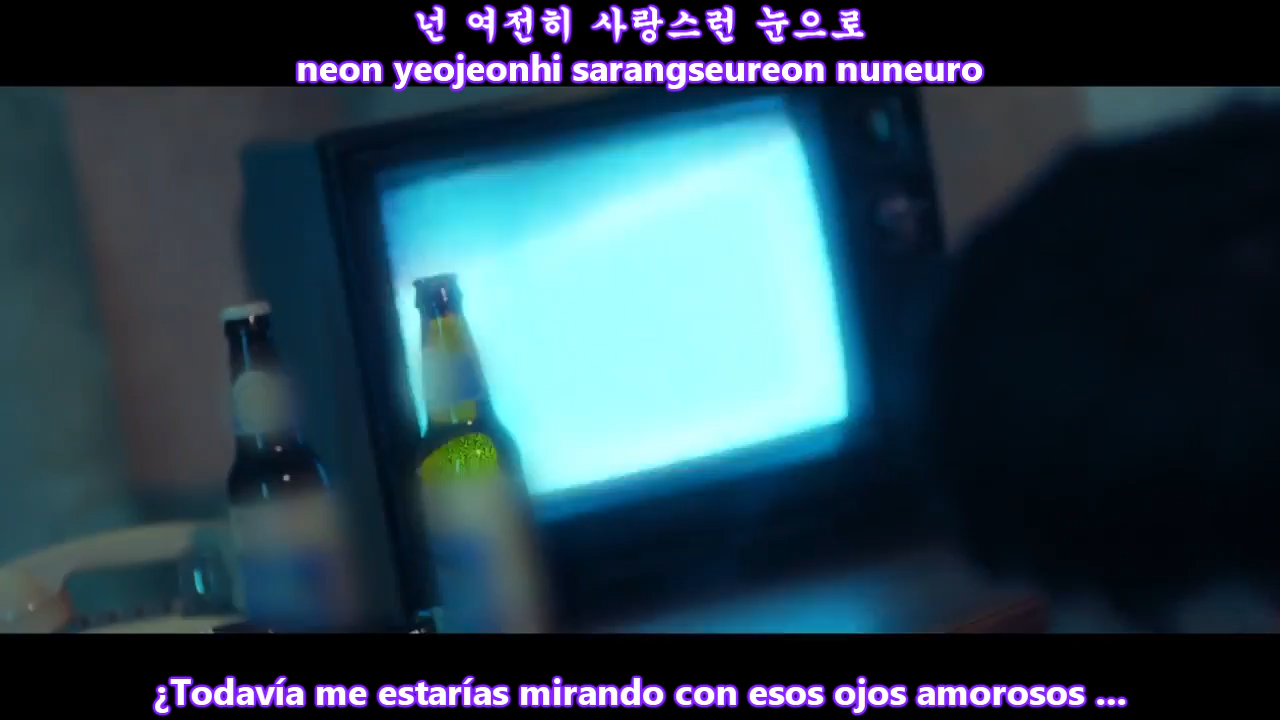 넌 여전히 사랑스런 눈으로
neon yeojeonhi sarangseureon nuneuro
¿Todavía me estarías mirando con esos ojos amorosos ...